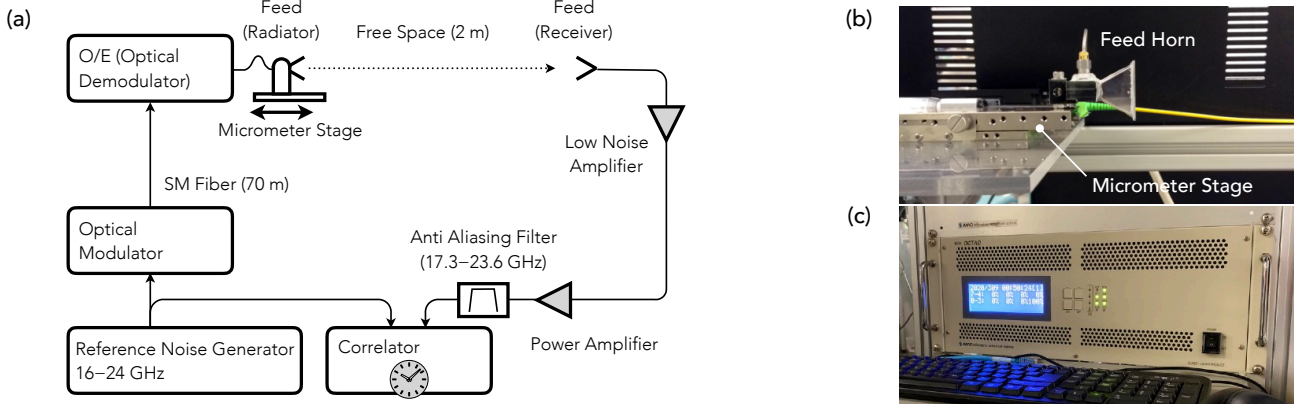 (a)
Feed
(Radiator)
Free Space (2 m)
Feed
(Receiver)
O/E (Optical
Demodulator)
Micrometer Stage
Low Noise
Amplifier
SM Fiber (70 m)
Optical
Modulator
Anti Aliasing Filter
(17.3−23.6 GHz)
Reference Noise Generator
16−24 GHz
Correlator
Power Amplifier
(b)
Feed Horn
Micrometer Stage
(c)
OCTAD